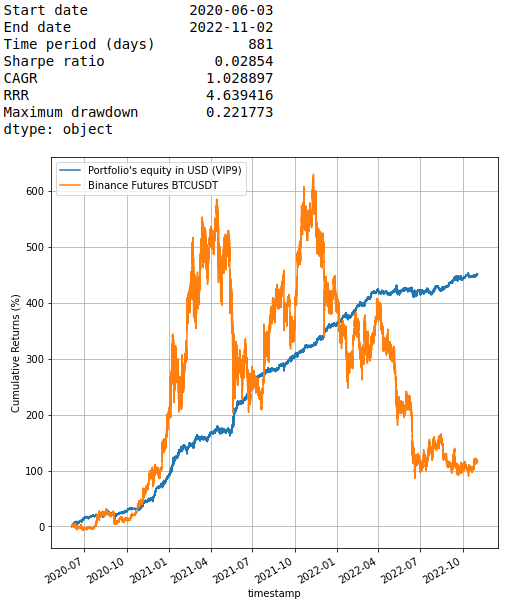 Start date 2020-06-03
End date 2022-11-02
Time period (days) 881
Sharpe ratio 0.02854
CAGR 1.028897
RRR 4.639416
Maximum drawdown 0.221773
dtype: object
Portfolio's equity in USD (VIP9)
Binance Futures BTCUSDT
600
500
400
300
200
100
0
Cumulative Returns (%)
2020-07
2020-10
2021-01
2021-04
2021-07
2021-10
2022-01
2022-04
2022-07
2022-10
timestamp